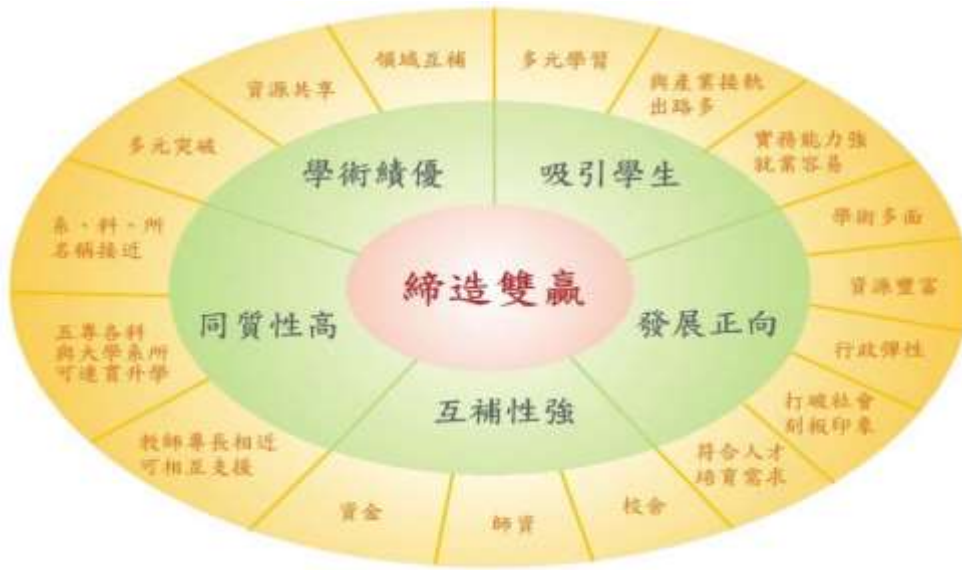 領域互補
多元學習
資源共享
與產業接軌
出路多
多元突破
實務能力強
就業容易
學術績優
吸引學生
系、科、所
名稱接近
學術多面
締造雙贏
資源豐富
同質性高
發展正向
五專各科
與大學系所
可連貫升學
行政彈性
互補性強
打破社會
刻板印象
教師專長相近
可相互支援
符合人才
培育需求
資金
師資
校會